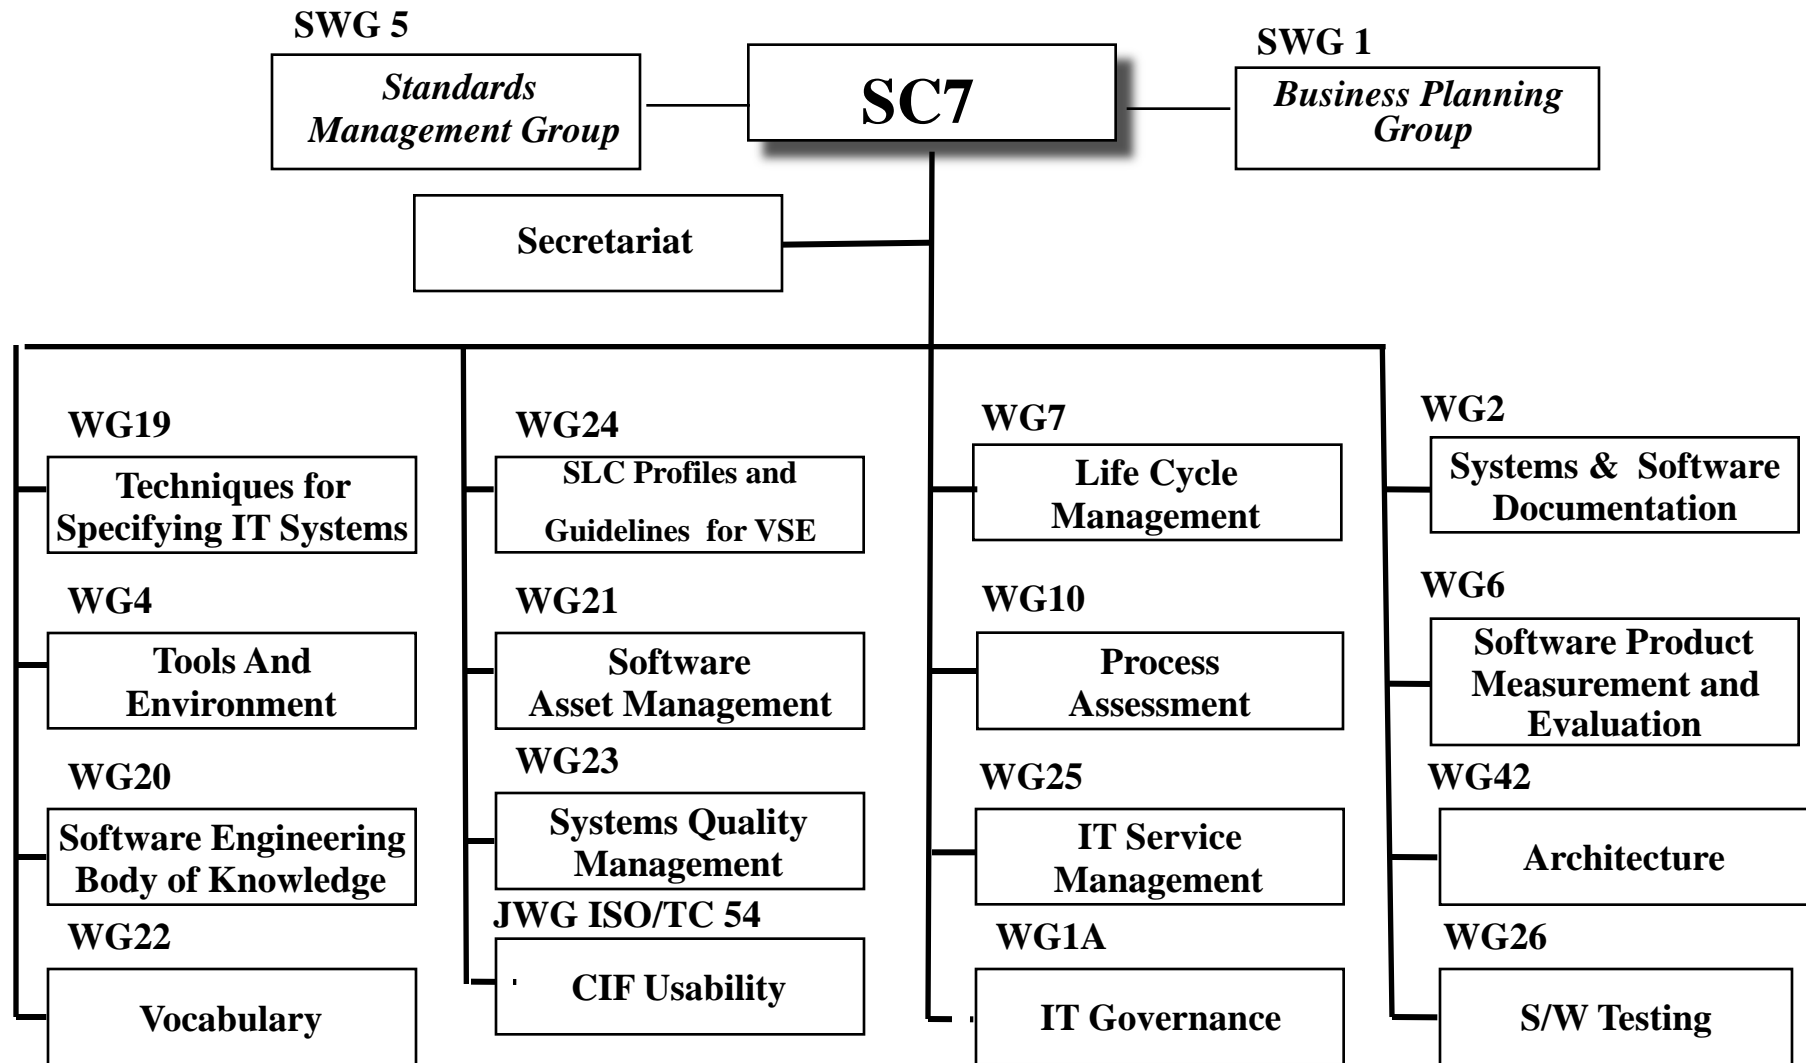 SWG 5
Standards
Management Group
SC7
SWG 1
Business Planning
Group
Secretariat
WG19
Techniques for
Specifying IT Systems
WG4
Tools And
Environment
WG20
Software Engineering
Body of Knowledge
WG22
Vocabulary
WG24
SLC Profiles and
Guidelines for VSE
WG21
Software
Asset Management
WG23
Systems Quality
Management
JWG ISO/TC 54
CIF Usability
WG7
Life Cycle
Management
WG10
Process
Assessment
WG25
IT Service
Management
WG1A
IT Governance
WG2
Systems & Software
Documentation
WG6
Software Product
Measurement and
Evaluation
WG42
Architecture
WG26
S/W Testing